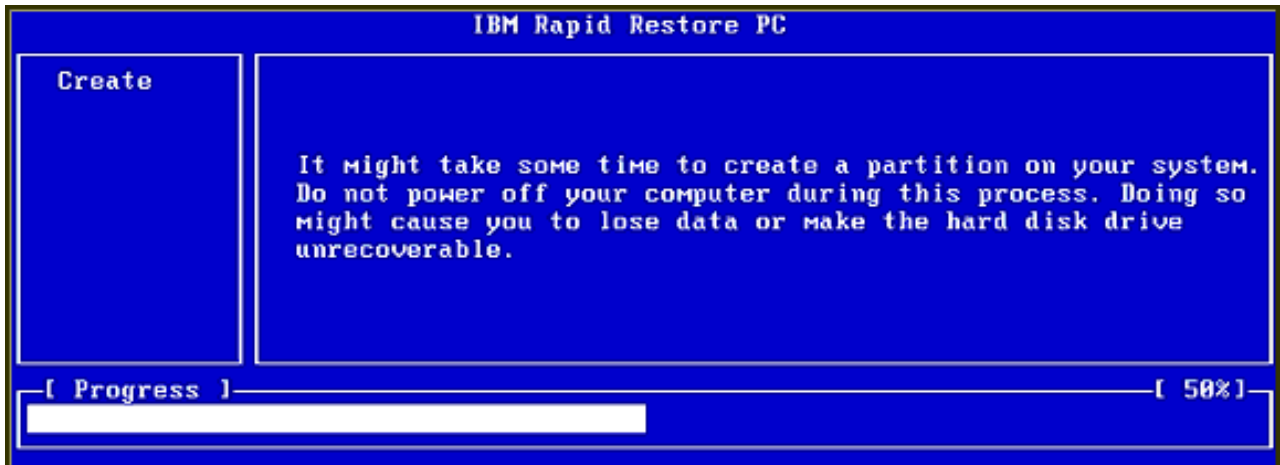 IBM Rapid Restore PC
Create
It might take some time to create a partition on your system.
Do not power off your computer during this process. Doing so
might cause you to lose data or make the hard disk drive
unrecoverable.
[ Progress ]
[ 50%]